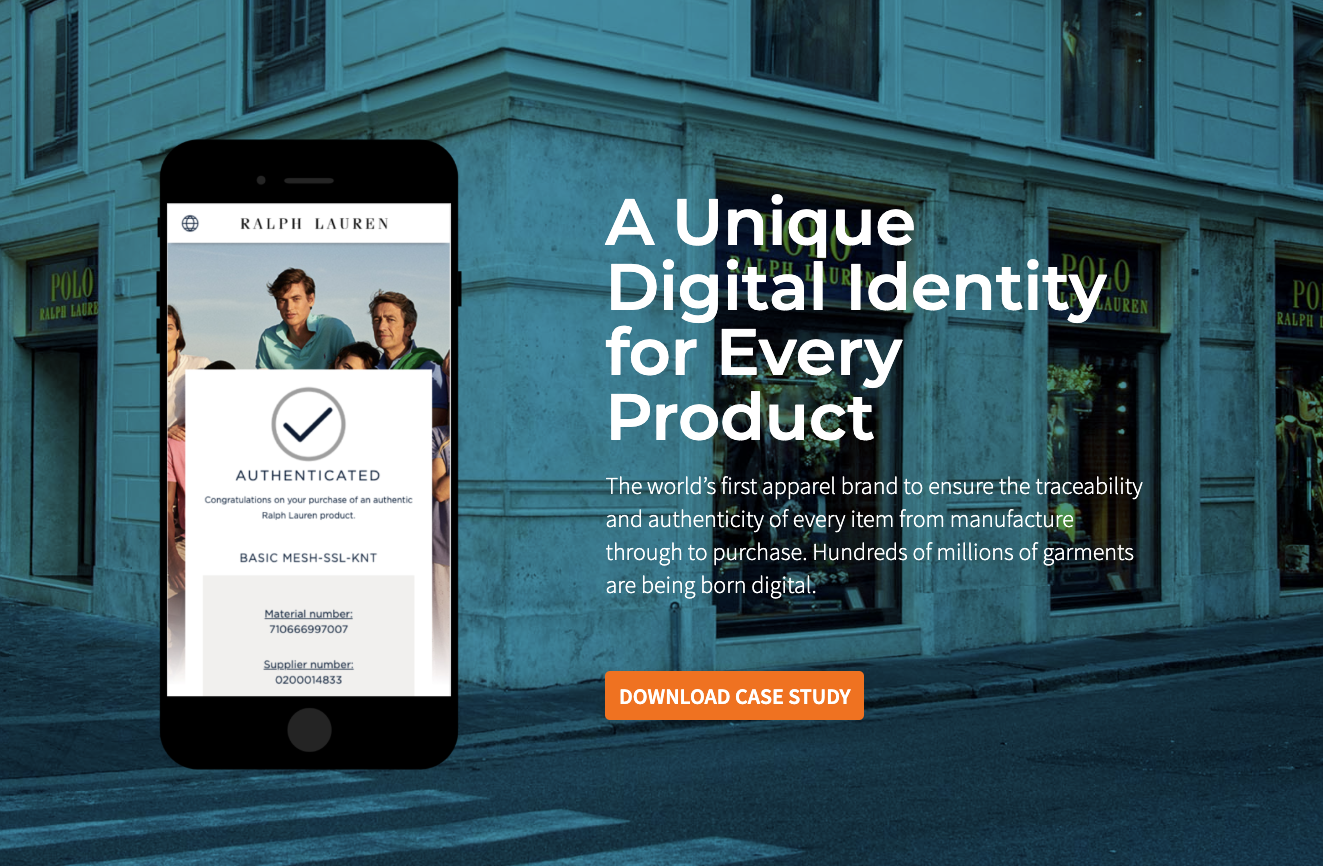 RALPH LAUREN
AUTHENTICATED
Congratulations on your purchase of an authentic
Ralph Lauren product.
BASIC MESH-SSL-KNT
Material number:
710666997007
Supplier number:
0200014833
A Unique
Digital Identity
for Every
Product
The world’s first apparel brand to ensure the traceability
and authenticity of every item from manufacture
through to purchase. Hundreds of millions of garments
are being born digital.
DOWNLOAD CASE STUDY
POLO
RALPH LAUREN
POLO
RALPH LAUREN
POLO
RALPH LAUREN
PO
RALPH L